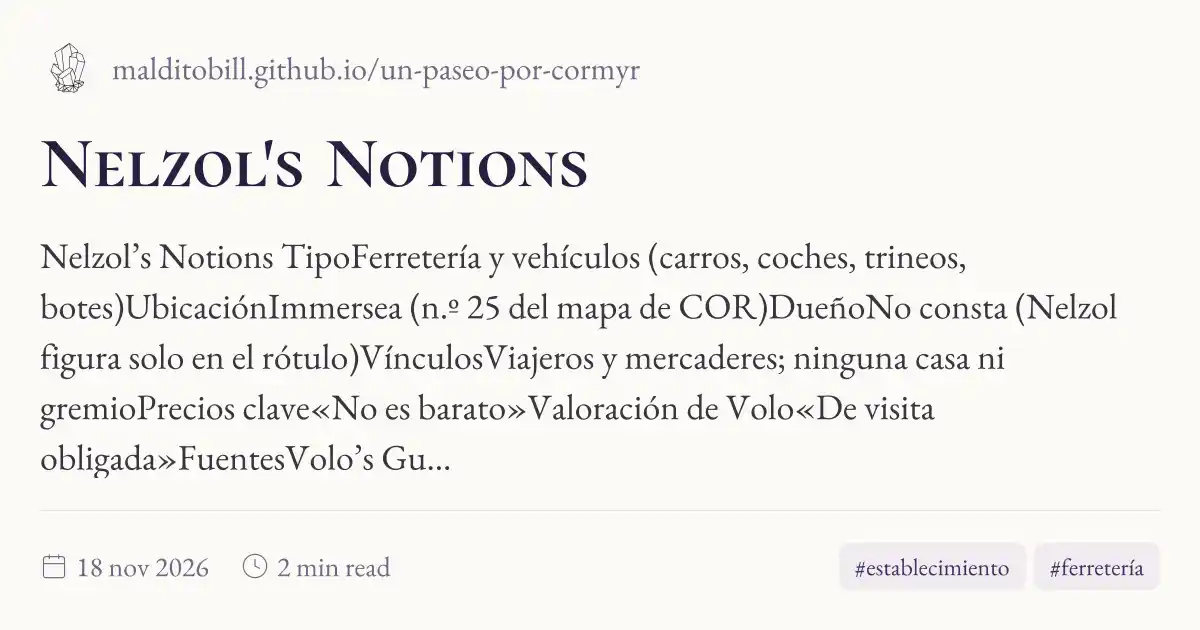 malditobill.github.io/un-paseo-por-cormyr
Nelzol's Notions
Nelzol’s Notions TipoFerretería y vehículos (carros, coches, trineos,
botes)UbicaciónImmersea (n.º 25 del mapa de COR)DueñoNo consta (Nelzol
figura solo en el rótulo)VínculosViajeros y mercaderes; ninguna casa ni
gremioPrecios clave«No es barato»Valoración de Volo«De visita
obligada»FuentesVolo’s Gu...
18 nov 2026
2 min read
#establecimiento
#ferretería